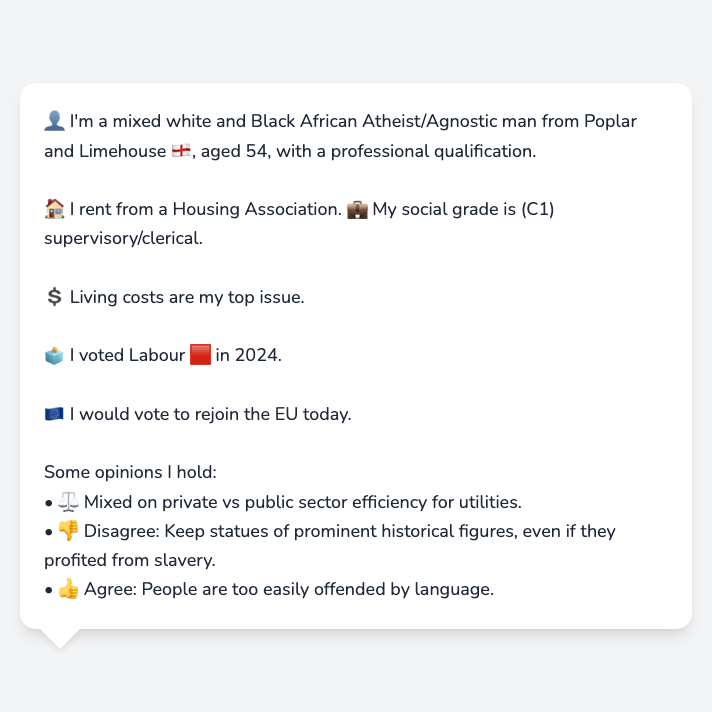 👤 I'm a mixed white and Black African Atheist/Agnostic man from Poplar
and Limehouse 🏴󠁧󠁢󠁥󠁮󠁧󠁿, aged 54, with a professional qualification.
🏠 I rent from a Housing Association. 💼 My social grade is (C1)
supervisory/clerical.
💲 Living costs are my top issue.
🗳️ I voted Labour 🟥 in 2024.
🇪🇺 I would vote to rejoin the EU today.
Some opinions I hold:
• ⚖️ Mixed on private vs public sector efficiency for utilities.
• 👎 Disagree: Keep statues of prominent historical figures, even if they
profited from slavery.
• 👍 Agree: People are too easily offended by language.